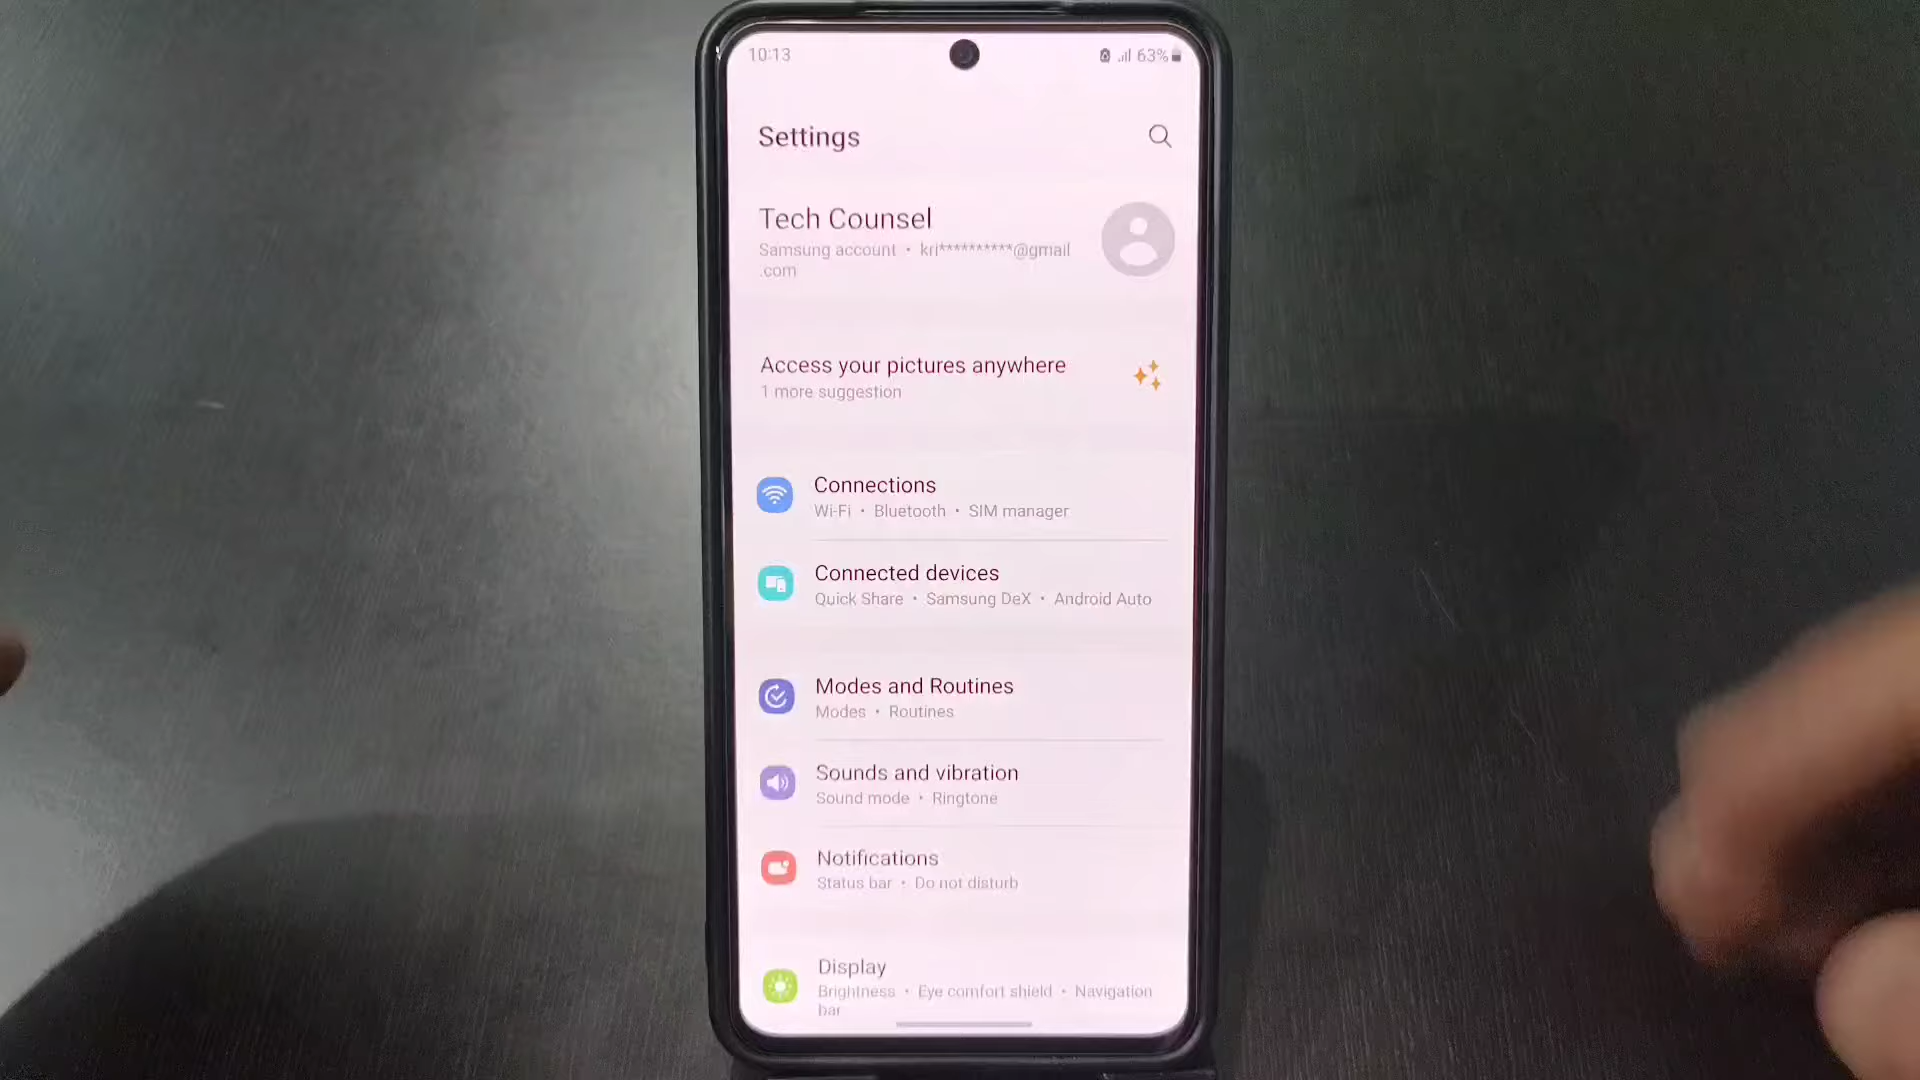 10:13
63%
Settings
Tech Counsel
Samsung account • kri**********@gmail
.com
Access your pictures anywhere
1 more suggestion
Connections
Wi-Fi • Bluetooth • SIM manager
Connected devices
Quick Share • Samsung DeX • Android Auto
Modes and Routines
Modes • Routines
Sounds and vibration
Sound mode • Ringtone
Notifications
Status bar • Do not disturb
Display
Brightness • Eye comfort shield • Navigation
bar